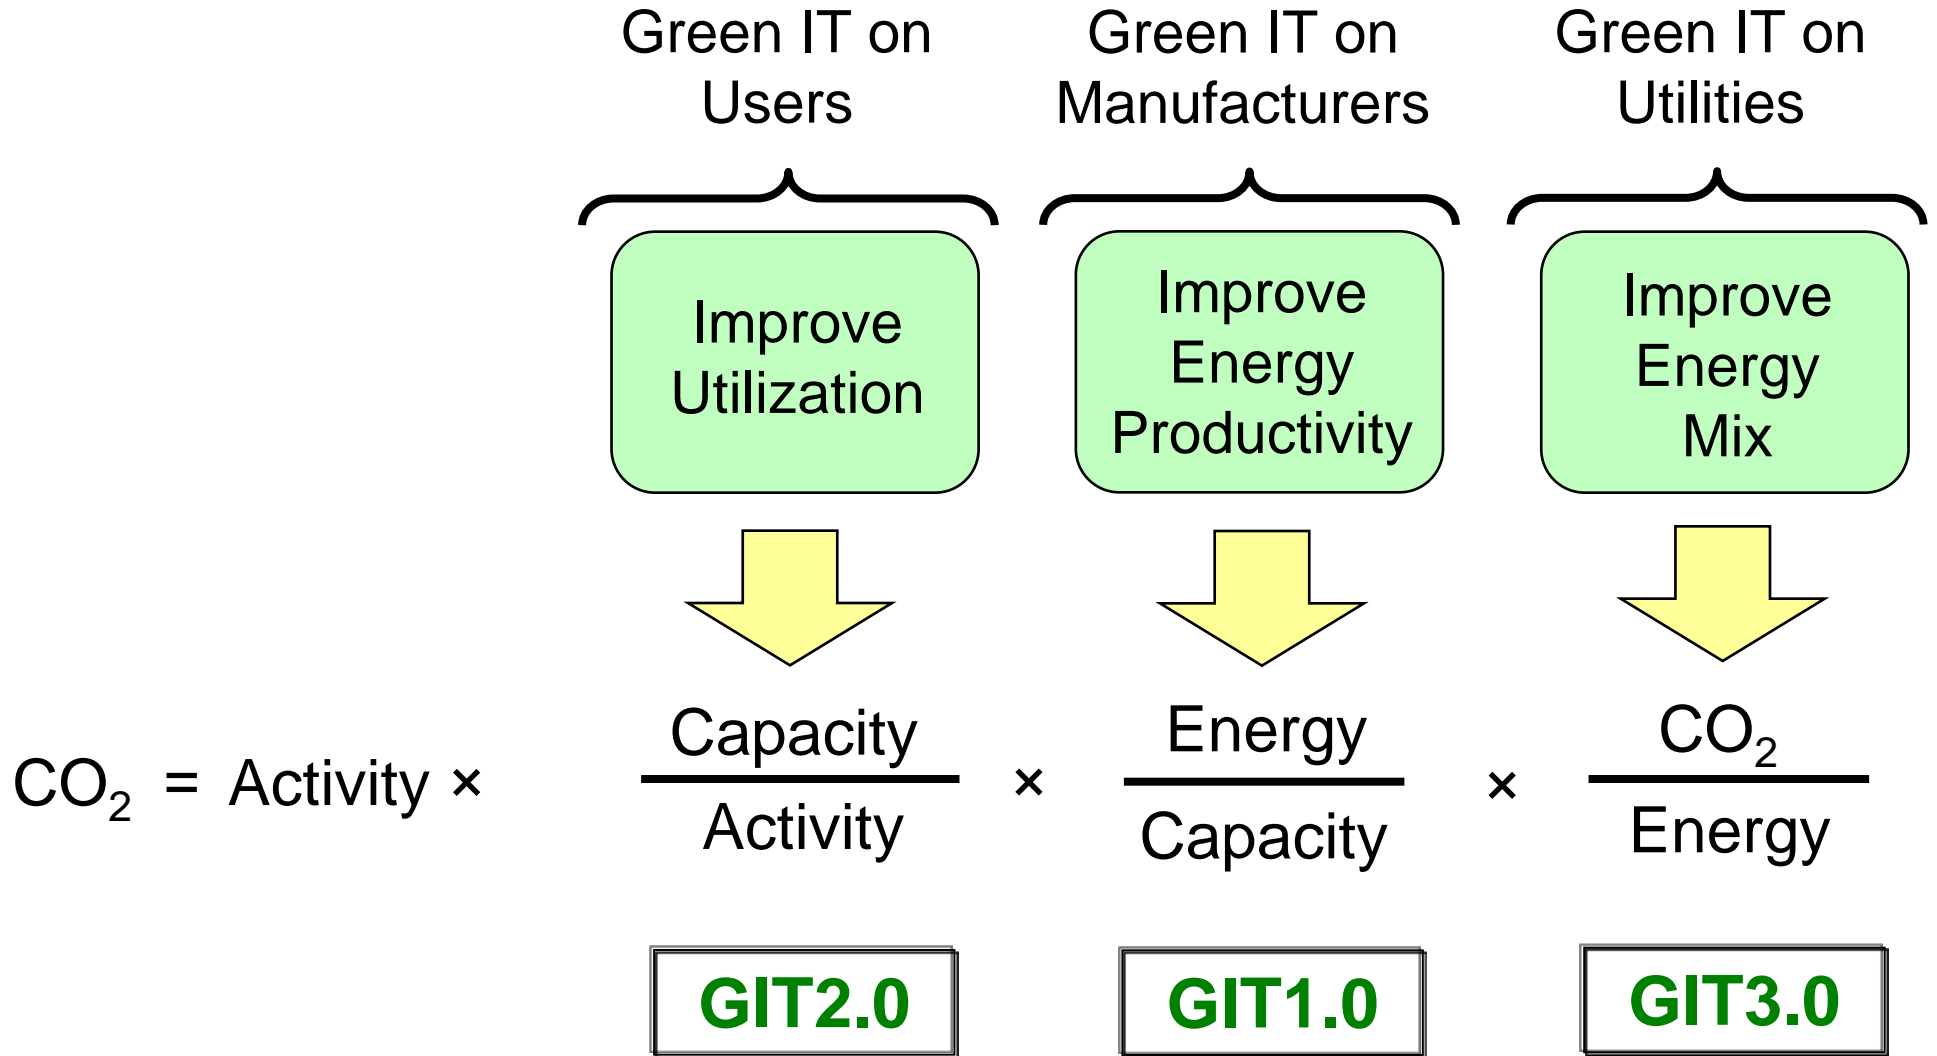 Green IT on
Users
Green IT on
Manufacturers
Green IT on
Utilities
Improve
Utilization
Improve
Energy
Productivity
Improve
Energy
Mix
CO₂ = Activity ×
Capacity
Activity
×
Energy
Capacity
×
CO₂
Energy
GIT2.0
GIT1.0
GIT3.0